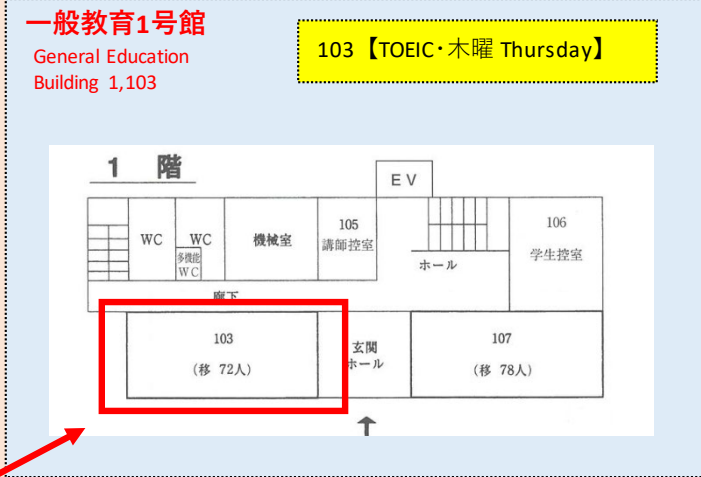 一般教育1号館
General Education
Building 1,103
103【TOEIC・木曜 Thursday】
1 階
EV
WC
WC
多機能
WC
機械室
105
講師控室
ホール
106
学生控室
廊下
103
(移 72人)
玄関
ホール
107
(移 78人)